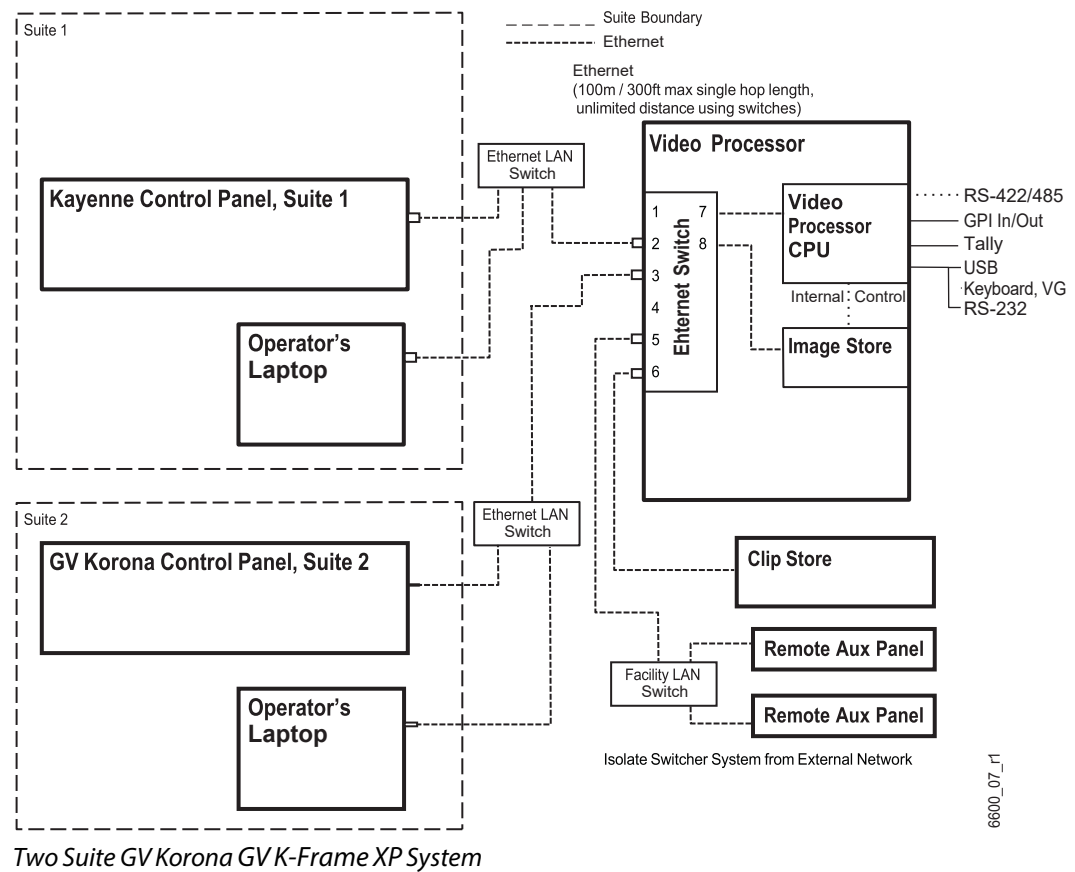 Suite 1
Suite Boundary
Ethernet
Ethernet
(100m / 300ft max single hop length,
unlimited distance using switches)
Video Processor
Ethernet LAN
Switch
Kayenne Control Panel, Suite 1
Operator's
Laptop
1
2
3
4
5
6
7
8
Ehternet Switch
Video
Processor
CPU
Internal
Control
Image Store
RS-422/485
GPI In/Out
Tally
USB
Keyboard, VG
RS-232
Suite 2
Ethernet LAN
Switch
GV Korona Control Panel, Suite 2
Operator's
Laptop
Clip Store
Remote Aux Panel
Facility LAN
Switch
Remote Aux Panel
Isolate Switcher System from External Network
6600_07_r1
Two Suite GV Korona GV K-Frame XP System